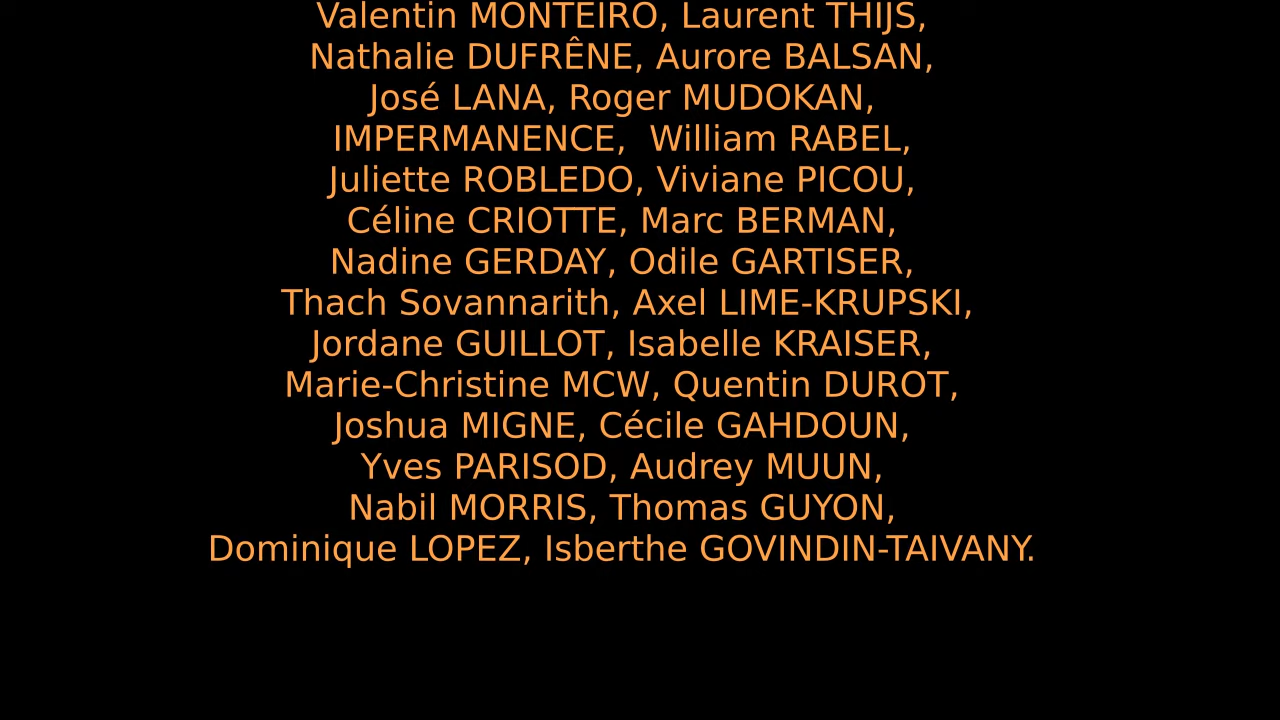 Valentin MONTEIRO, Laurent THIJS,
Nathalie DUFRÊNE, Aurore BALSAN,
José LANA, Roger MUDOKAN,
IMPERMANENCE,  William RABEL,
Juliette ROBLEDO, Viviane PICOU,
Céline CRIOTTE, Marc BERMAN,
Nadine GERDAY, Odile GARTISER,
Thach Sovannarith, Axel LIME-KRUPSKI,
Jordane GUILLOT, Isabelle KRAISER,
Marie-Christine MCW, Quentin DUROT,
Joshua MIGNE, Cécile GAHDOUN,
Yves PARISOD, Audrey MUUN,
Nabil MORRIS, Thomas GUYON,
Dominique LOPEZ, Isberthe GOVINDIN-TAIVANY.